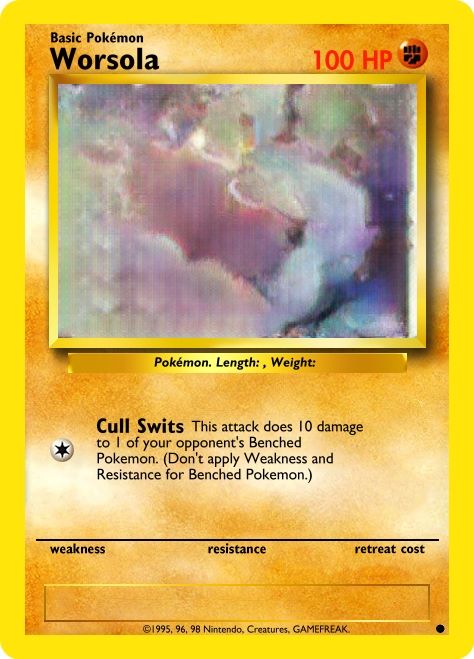 Basic Pokémon
Worsola
100 HP
Pokémon. Length: , Weight:
Cull Swits This attack does 10 damage
to 1 of your opponent's Benched
Pokemon. (Don't apply Weakness and
Resistance for Benched Pokemon.)
weakness resistance retreat cost
©1995, 96, 98 Nintendo, Creatures, GAMEFREAK.